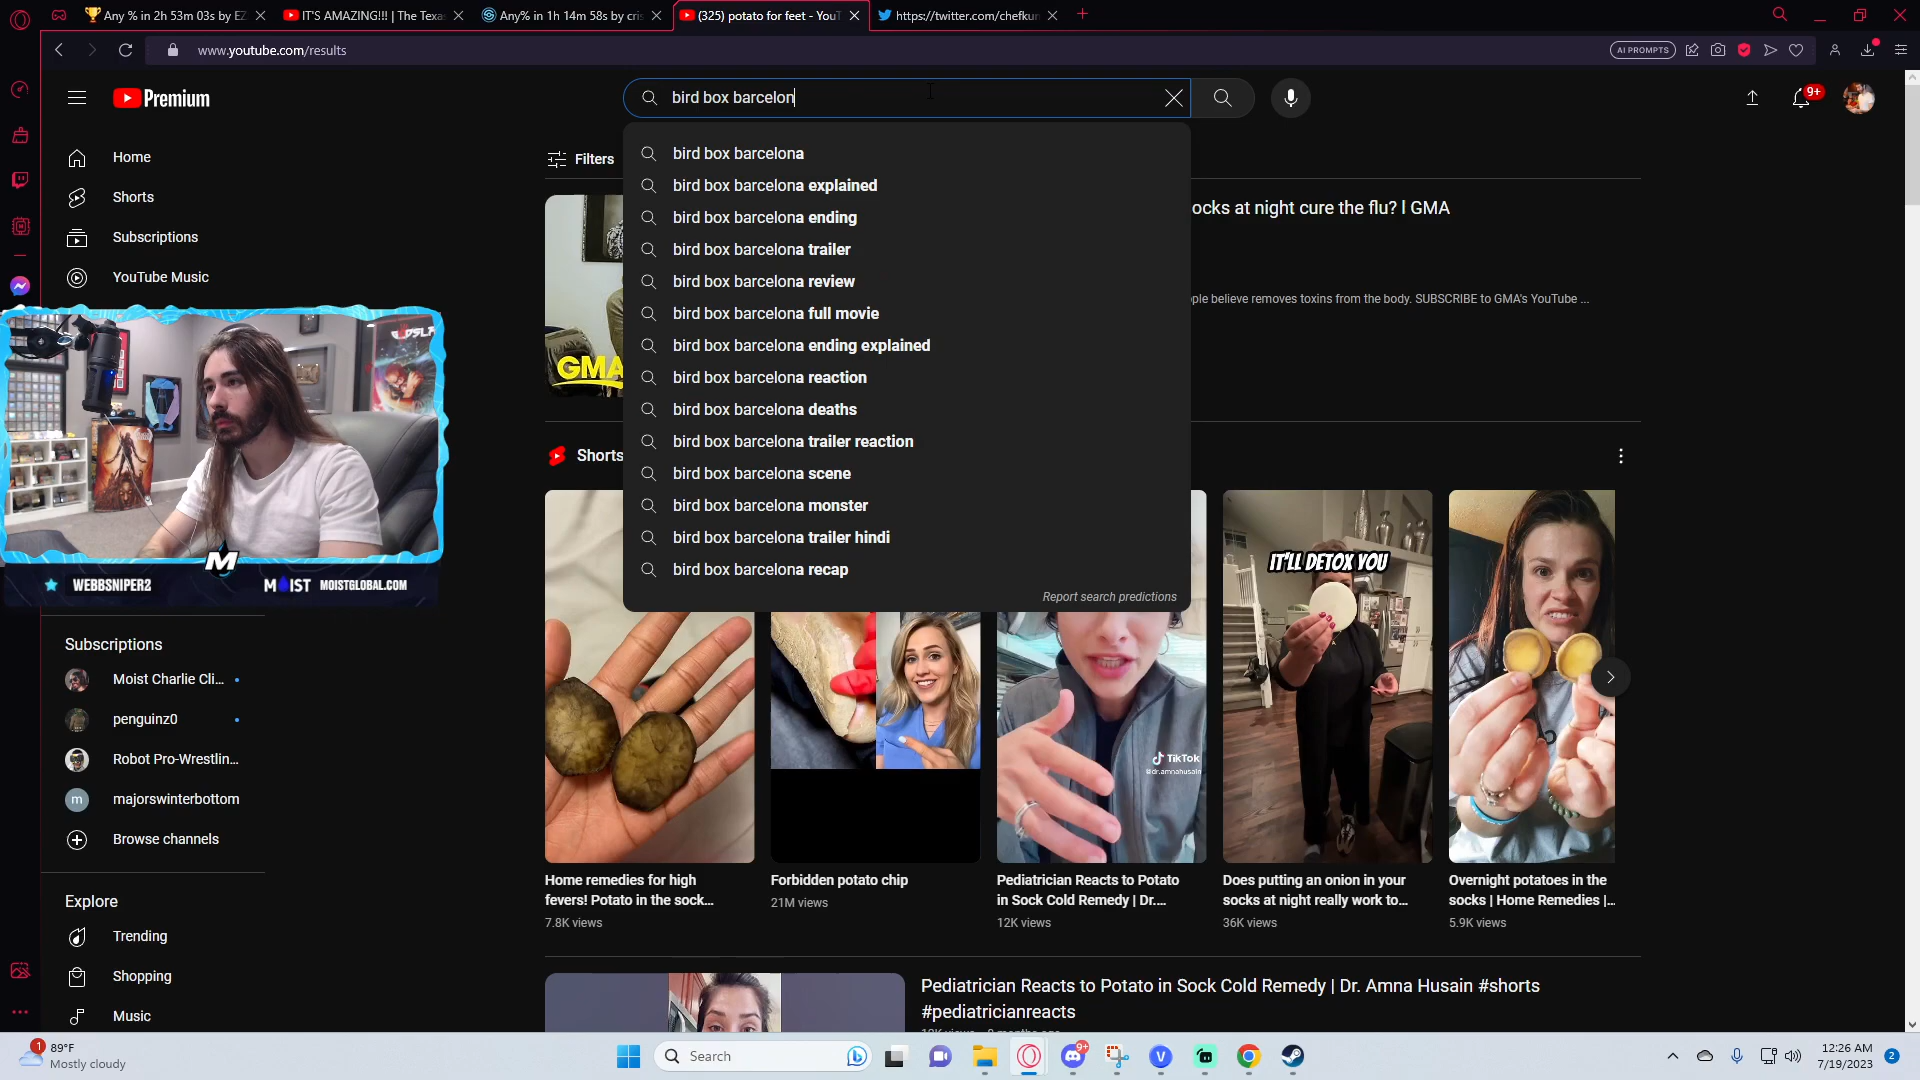 Any % in 2h 53m 03s by EZ
IT'S AMAZING!!! | The Texa
Any% in 1h 14m 58s by cris
(325) potato for feet - YouT
https://twitter.com/chefkun
www.youtube.com/results
AI PROMPTS
Premium
bird box barcelon
9+
Home
Shorts
Subscriptions
YouTube Music
Filters
bird box barcelona
bird box barcelona explained
bird box barcelona ending
bird box barcelona trailer
bird box barcelona review
bird box barcelona full movie
bird box barcelona ending explained
bird box barcelona reaction
bird box barcelona deaths
bird box barcelona trailer reaction
bird box barcelona scene
bird box barcelona monster
bird box barcelona trailer hindi
bird box barcelona recap
Report search predictions
ocks at night cure the flu? l GMA
ple believe removes toxins from the body. SUBSCRIBE to GMA's YouTube ...
GMA
Shorts
M
WEBBSNIPER2
MOIST MOISTGLOBAL.COM
Subscriptions
Moist Charlie Cli...
penguinz0
Robot Pro-Wrestlin...
m majorswinterbottom
Browse channels
Explore
Trending
Shopping
Music
IT'LL DETOX YOU
TikTok
@dr.amnahusain
Home remedies for high
fevers! Potato in the sock...
7.8K views
Forbidden potato chip
21M views
Pediatrician Reacts to Potato
in Sock Cold Remedy | Dr....
12K views
Does putting an onion in your
socks at night really work to...
36K views
Overnight potatoes in the
socks | Home Remedies |...
5.9K views
Pediatrician Reacts to Potato in Sock Cold Remedy | Dr. Amna Husain #shorts
#pediatricianreacts
1
89°F
Mostly cloudy
Search
9+
12:26 AM
7/19/2023
2